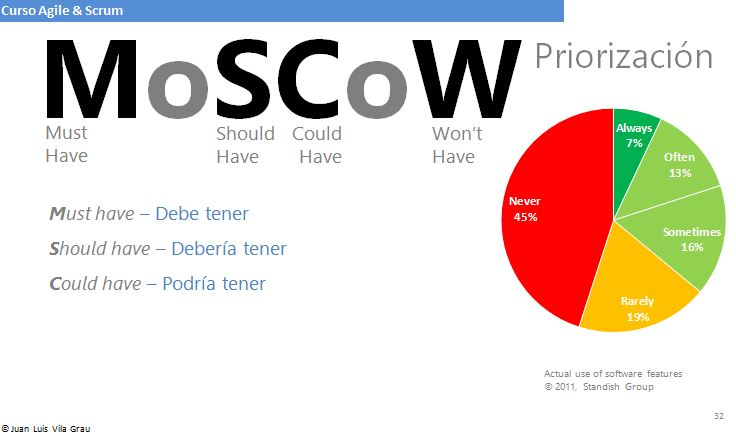 Curso Agile & Scrum
MoSCoW Priorización
Must
Have
Should
Have
Could
Have
Won't
Have
Must have – Debe tener
Should have – Debería tener
Could have – Podría tener
Always
7%
Often
13%
Sometimes
16%
Rarely
19%
Never
45%
Actual use of software features
© 2011, Standish Group
32
© Juan Luis Vila Grau